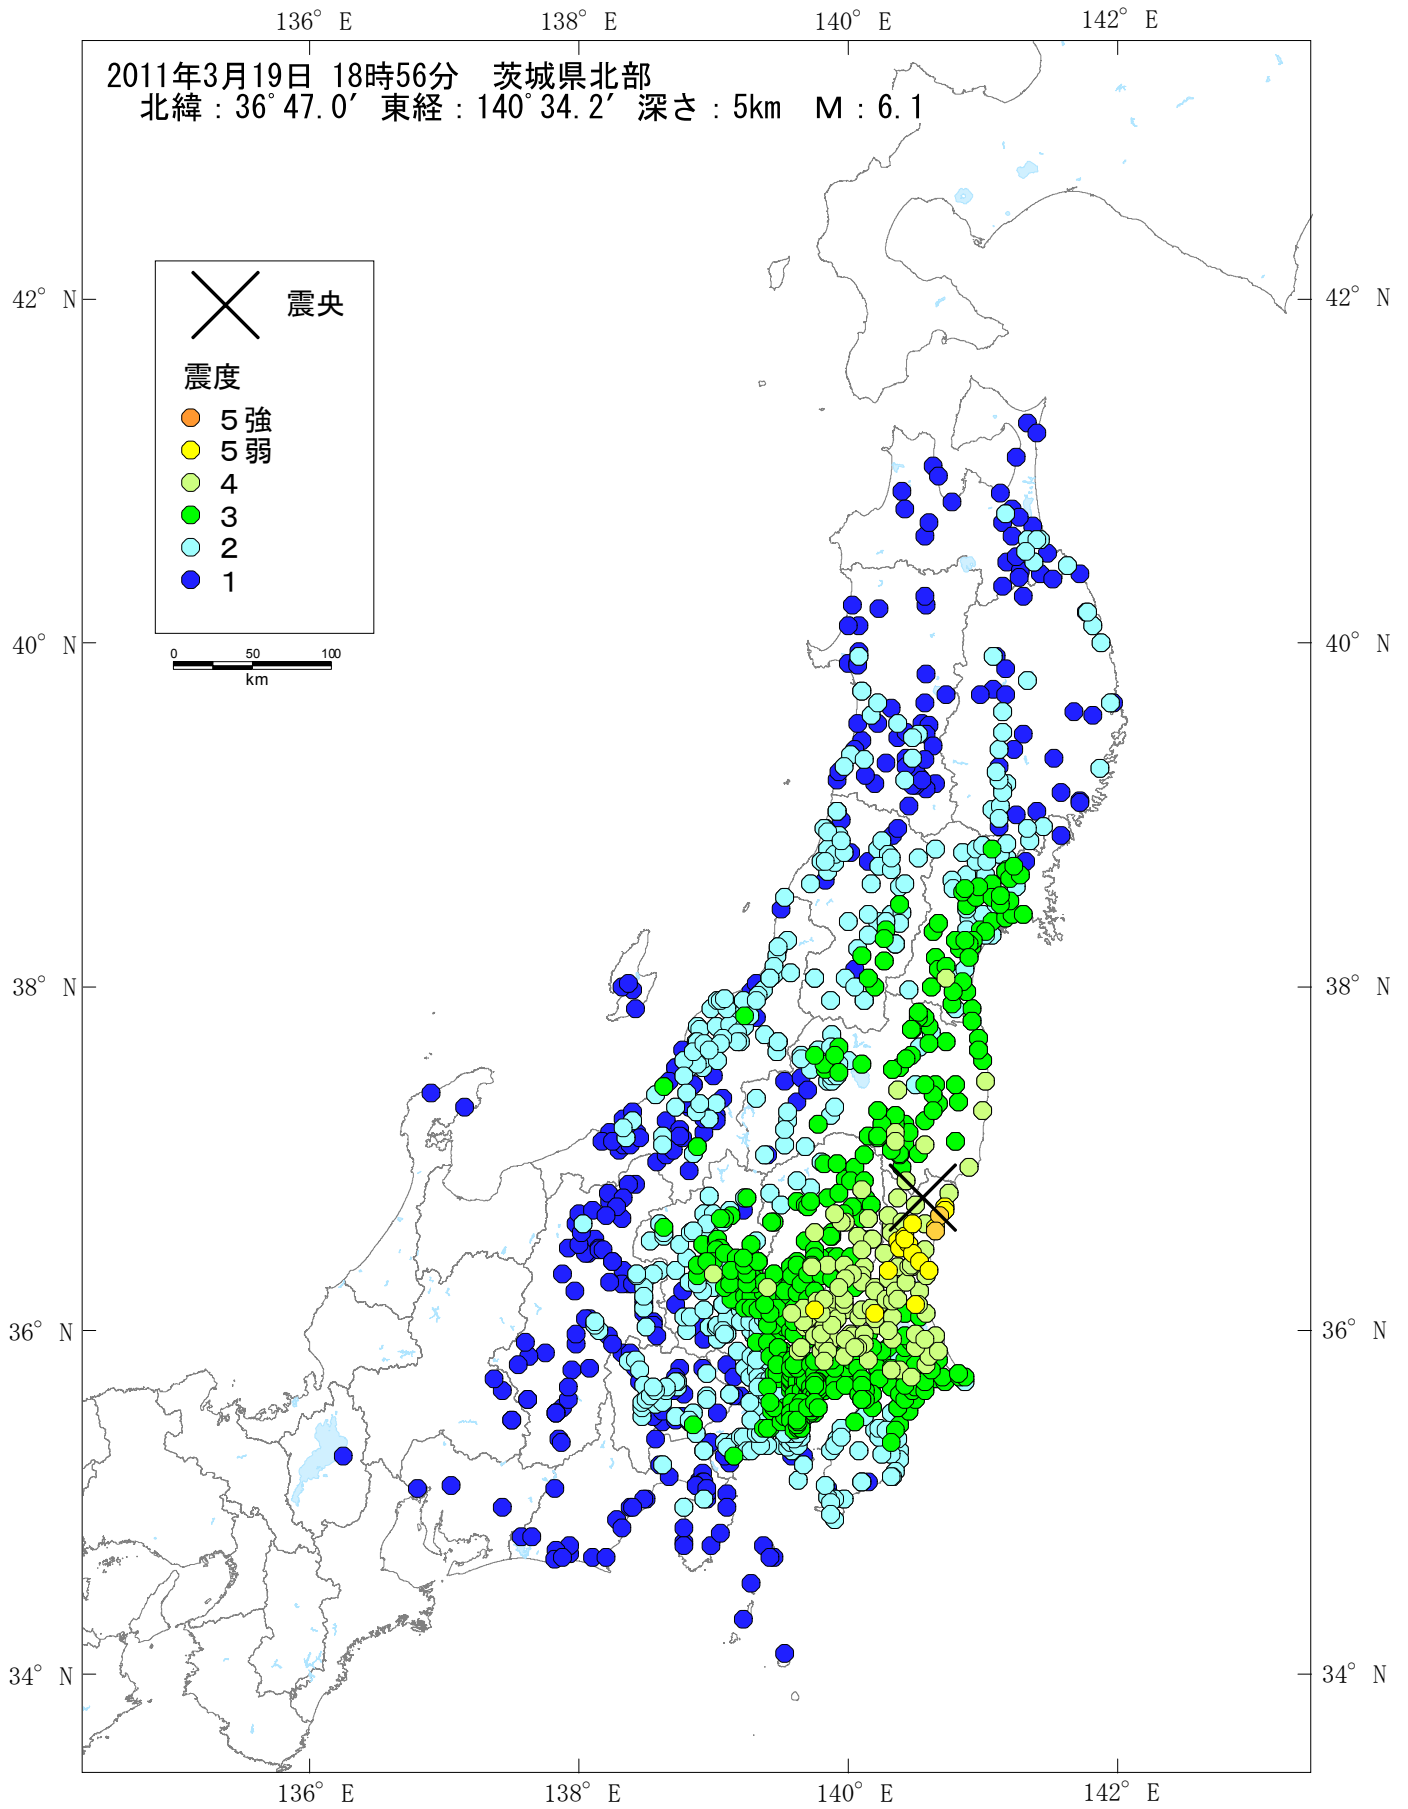 136° E 138° E 140° E 142° E
2011年3月19日 18時56分 茨城県北部
北緯：36ﾟ47.0′ 東経：140ﾟ34.2′ 深さ：5km Ｍ：6.1
42° N 42° N
震央
震度
５強
５弱
４
３
２
１
40° N 40° N
0 50 100
km
38° N 38° N
36° N 36° N
34° N 34° N
136° E 138° E 140° E 142° E